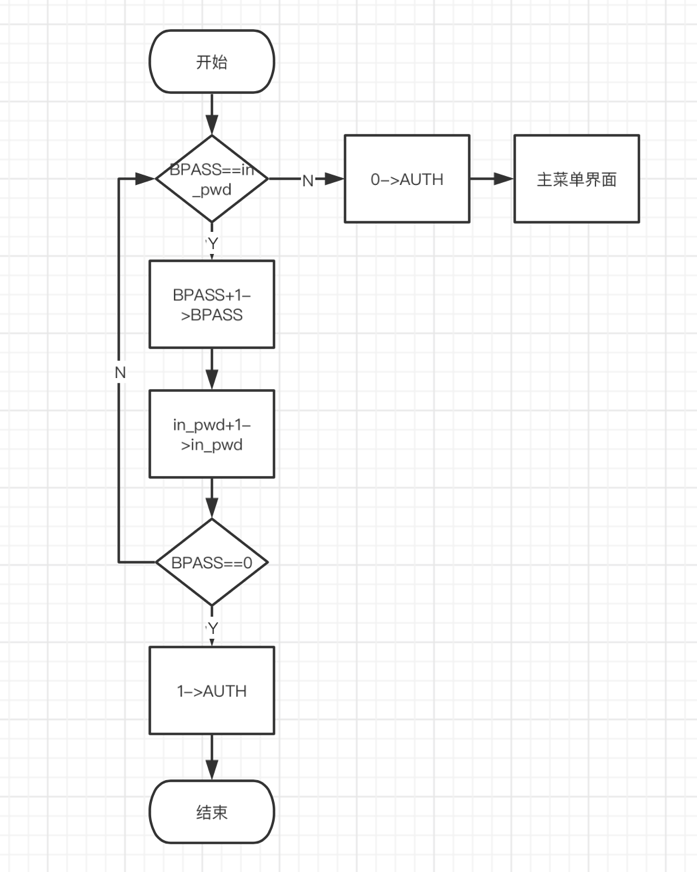 开始
BPASS==in
_pwd
N
0->AUTH
主菜单界面
Y
BPASS+1-
>BPASS
N
in_pwd+1-
>in_pwd
BPASS==0
Y
1->AUTH
结束